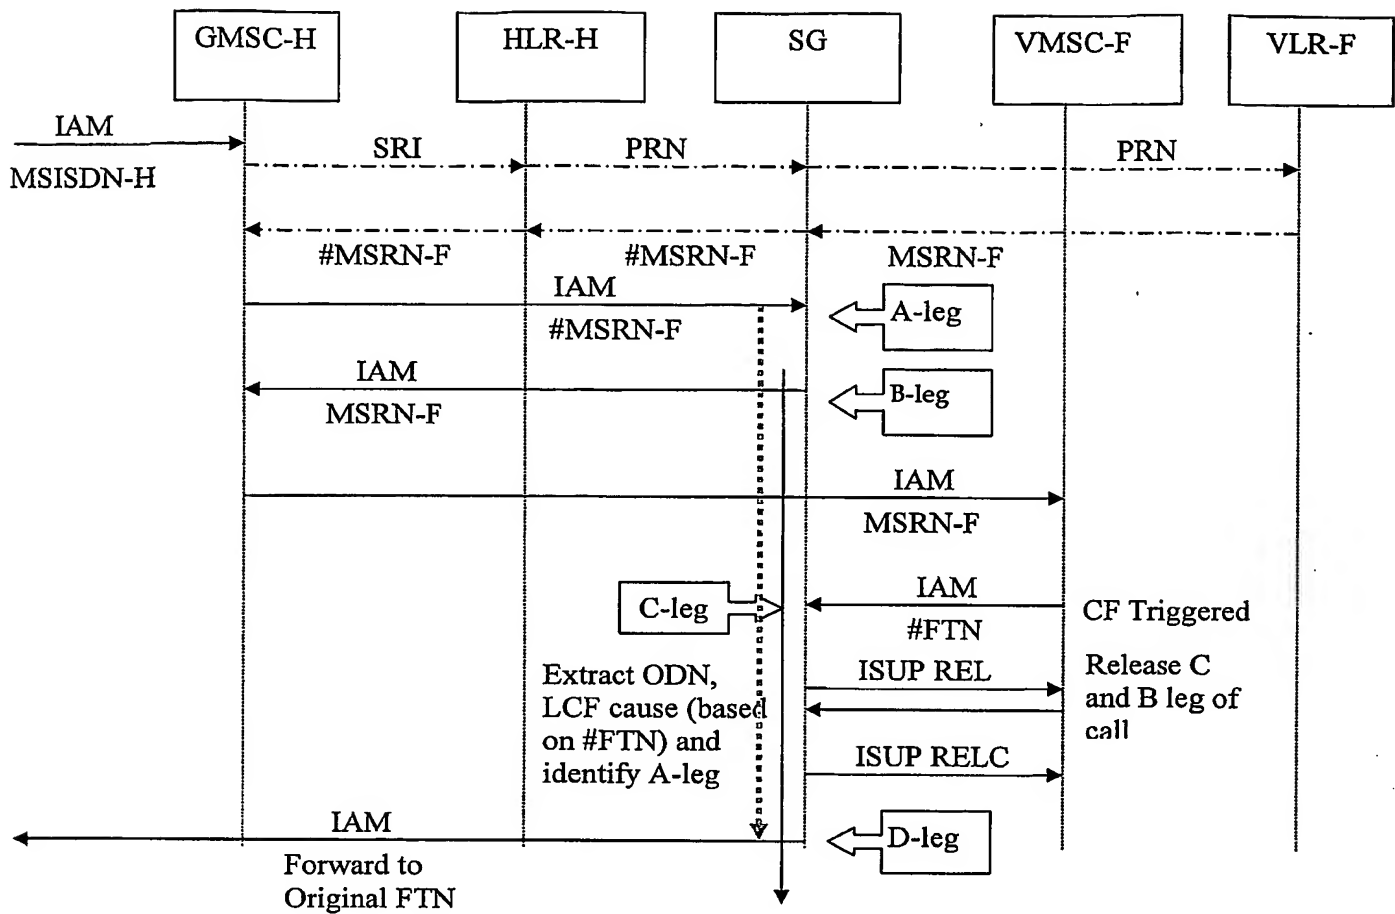 GMSC-H
HLR-H
SG
VMSC-F
VLR-F
IAM
MSISDN-H
SRI
PRN
PRN
#MSRN-F
#MSRN-F
MSRN-F
IAM
#MSRN-F
A-leg
IAM
MSRN-F
B-leg
IAM
MSRN-F
C-leg
IAM
#FTN
CF Triggered
Extract ODN,
LCF cause (based
on #FTN) and
identify A-leg
ISUP REL
Release C
and B leg of
call
ISUP RELC
IAM
Forward to
Original FTN
D-leg